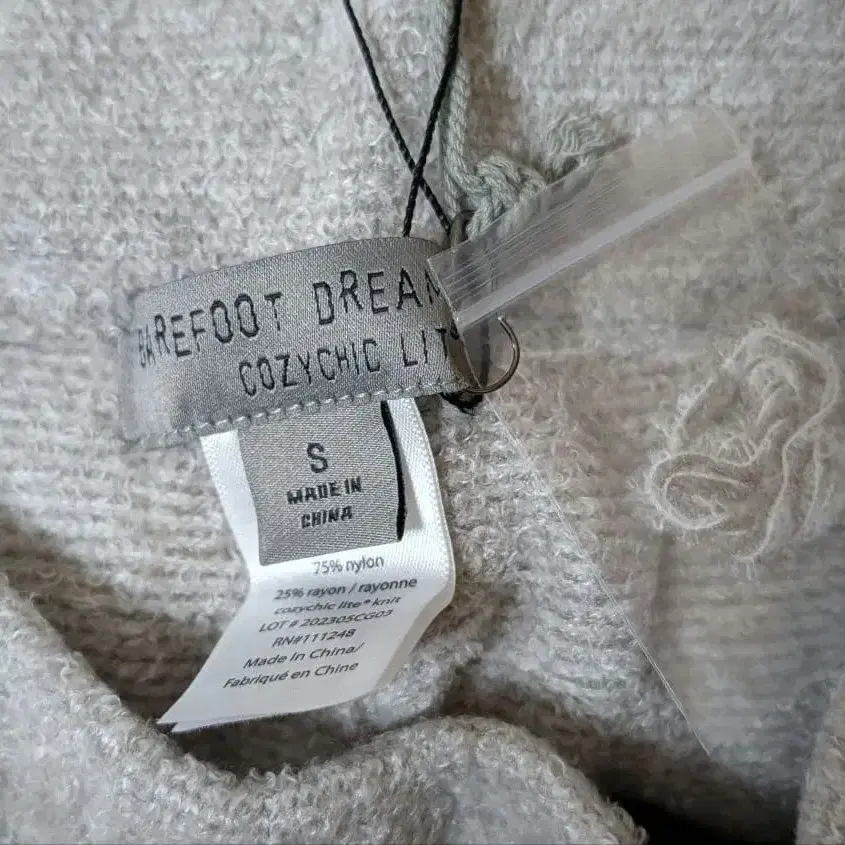 BAREFOOT DREAM
COZYCHIC LIT
S
MADE IN
CHINA
75% nylon
25% rayon / rayonne
cozychic lite® knit
LOT # 202305CG03
RN#111248
Made In China/
Fabriqué en Chine